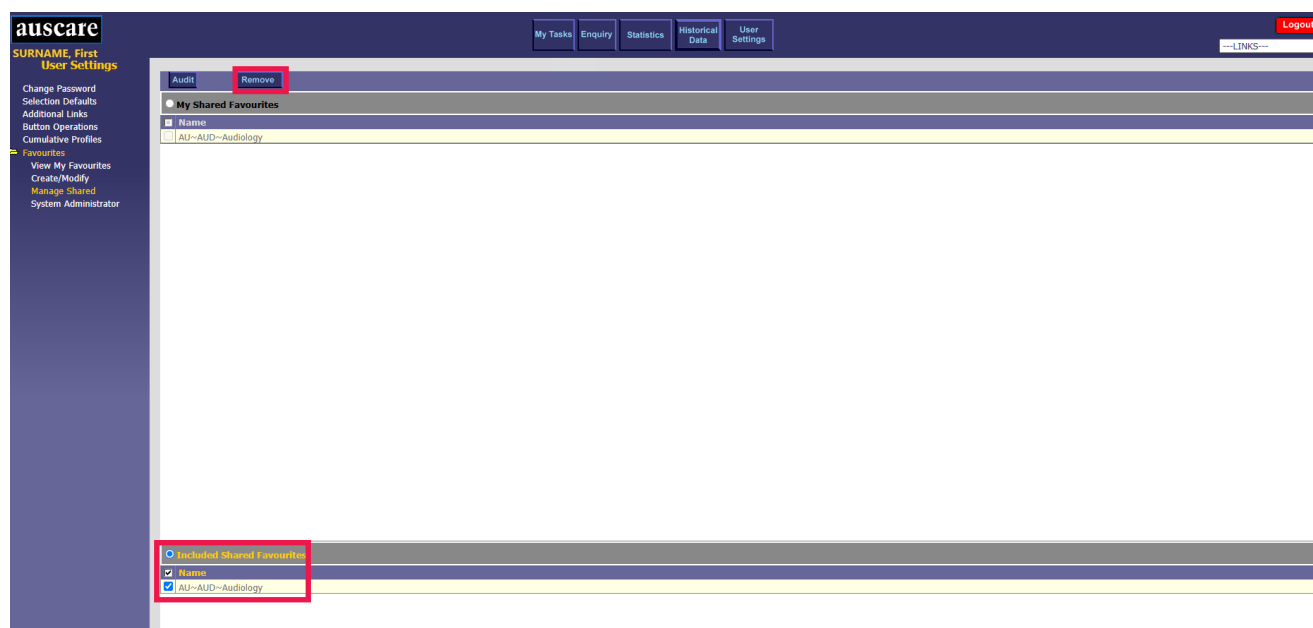 auscare
SURNAME, First
User Settings
My Tasks
Enquiry
Statistics
Historical Data
User Settings
Logout
---LINKS---
Change Password
Selection Defaults
Additional Links
Button Operations
Cumulative Profiles
Favourites
View My Favourites
Create/Modify
Manage Shared
System Administrator
Audit
Remove
My Shared Favourites
Name
AU~AUD~Audiology
Included Shared Favourites
Name
AU~AUD~Audiology